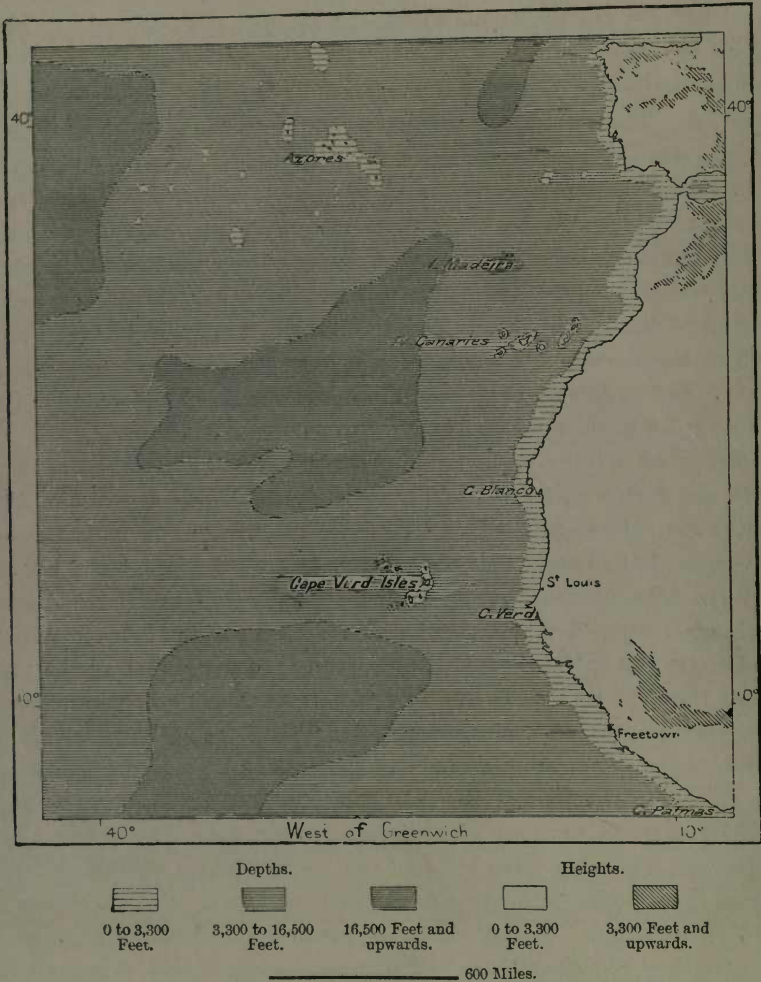 40°
40°
Azores
I. Madeira
Canaries
C. Blanco
Cape Verd Isles
St Louis
C. Verd
10°
10°
Freetown
C. Palmas
40°
West of Greenwich
10°
Depths.
Heights.
0 to 3,300 Feet.
3,300 to 16,500 Feet.
16,500 Feet and upwards.
0 to 3.300 Feet.
3,300 Feet and upwards.
600 Miles.